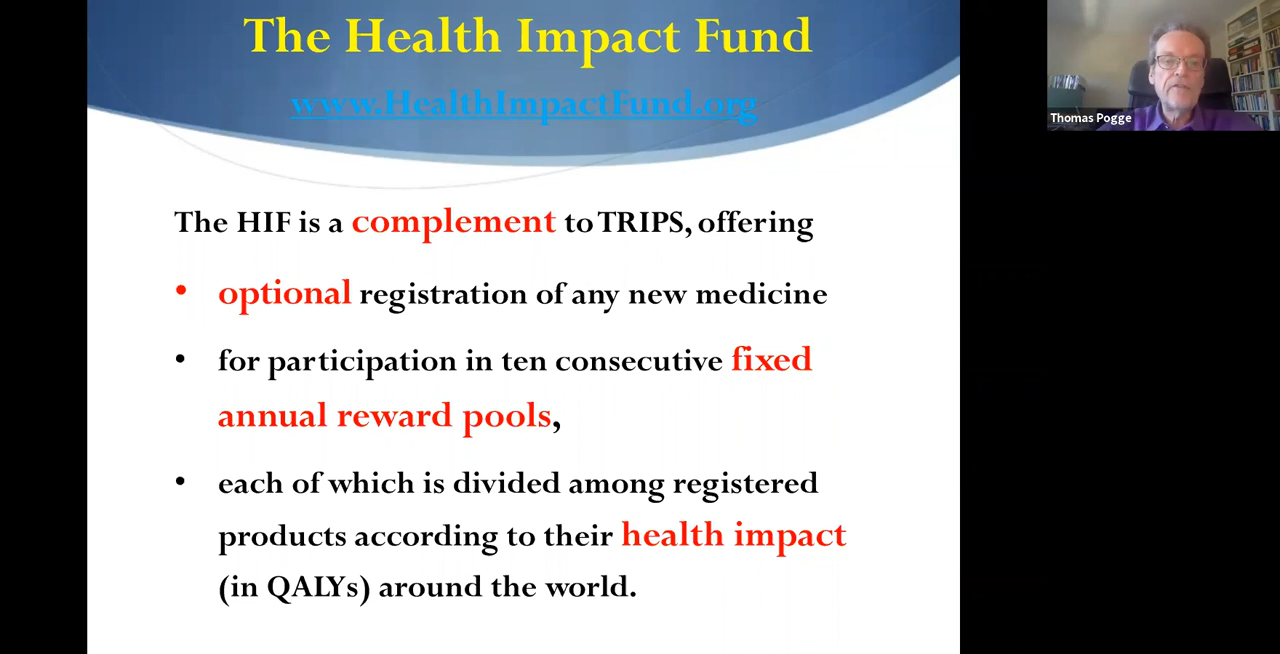 The Health Impact Fund
www.HealthImpactFund.org
Thomas Pogge
The HIF is a complement to TRIPS, offering
• optional registration of any new medicine
• for participation in ten consecutive fixed
annual reward pools,
• each of which is divided among registered
products according to their health impact
(in QALYs) around the world.